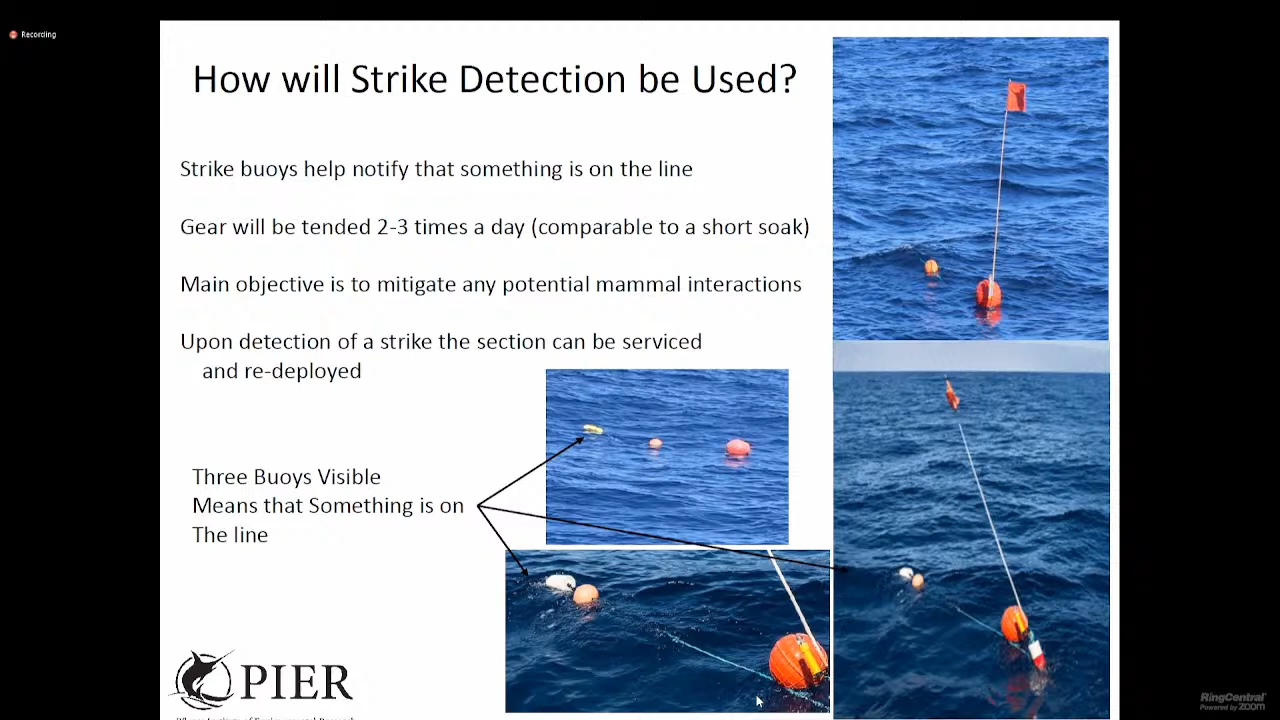 Recording
How will Strike Detection be Used?
Strike buoys help notify that something is on the line
Gear will be tended 2-3 times a day (comparable to a short soak)
Main objective is to mitigate any potential mammal interactions
Upon detection of a strike the section can be serviced
and re-deployed
Three Buoys Visible
Means that Something is on
The line
PIER
RingCentral
Powered by zoom